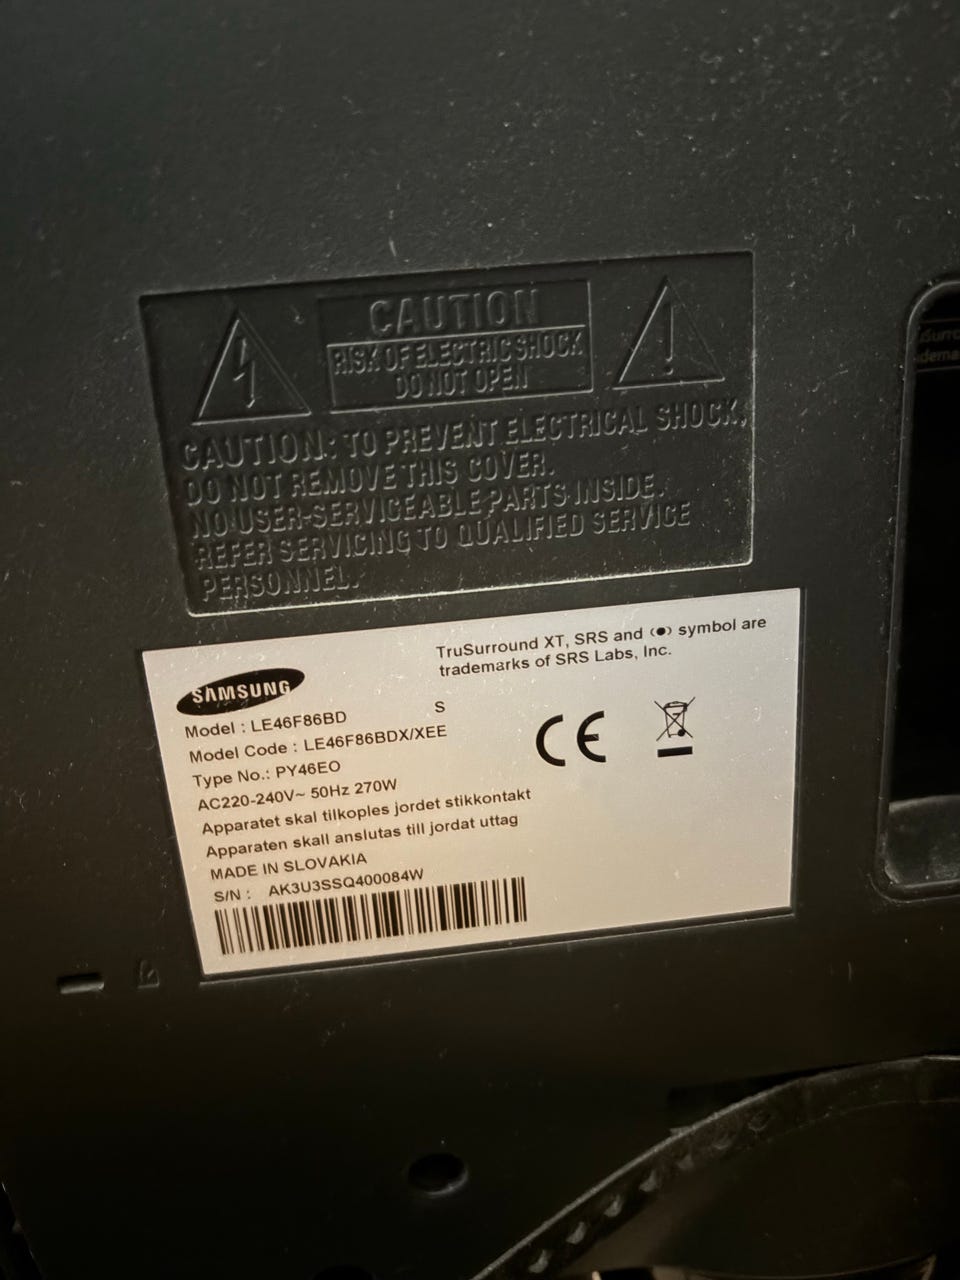 CAUTION
RISK OF ELECTRIC SHOCK
DO NOT OPEN
CAUTION: TO PREVENT ELECTRICAL SHOCK,
DO NOT REMOVE THIS COVER.
NO USER-SERVICEABLE PARTS INSIDE.
REFER SERVICING TO QUALIFIED SERVICE
PERSONNEL.
TruSurround XT, SRS and (●) symbol are
trademarks of SRS Labs, Inc.
SAMSUNG
Model : LE46F86BD S
Model Code : LE46F86BDX/XEE
Type No.: PY46EO
AC220-240V~ 50Hz 270W
Apparatet skal tilkoples jordet stikkontakt
Apparaten skall anslutas till jordat uttag
MADE IN SLOVAKIA
S/N : AK3U3SSQ400084W
CE